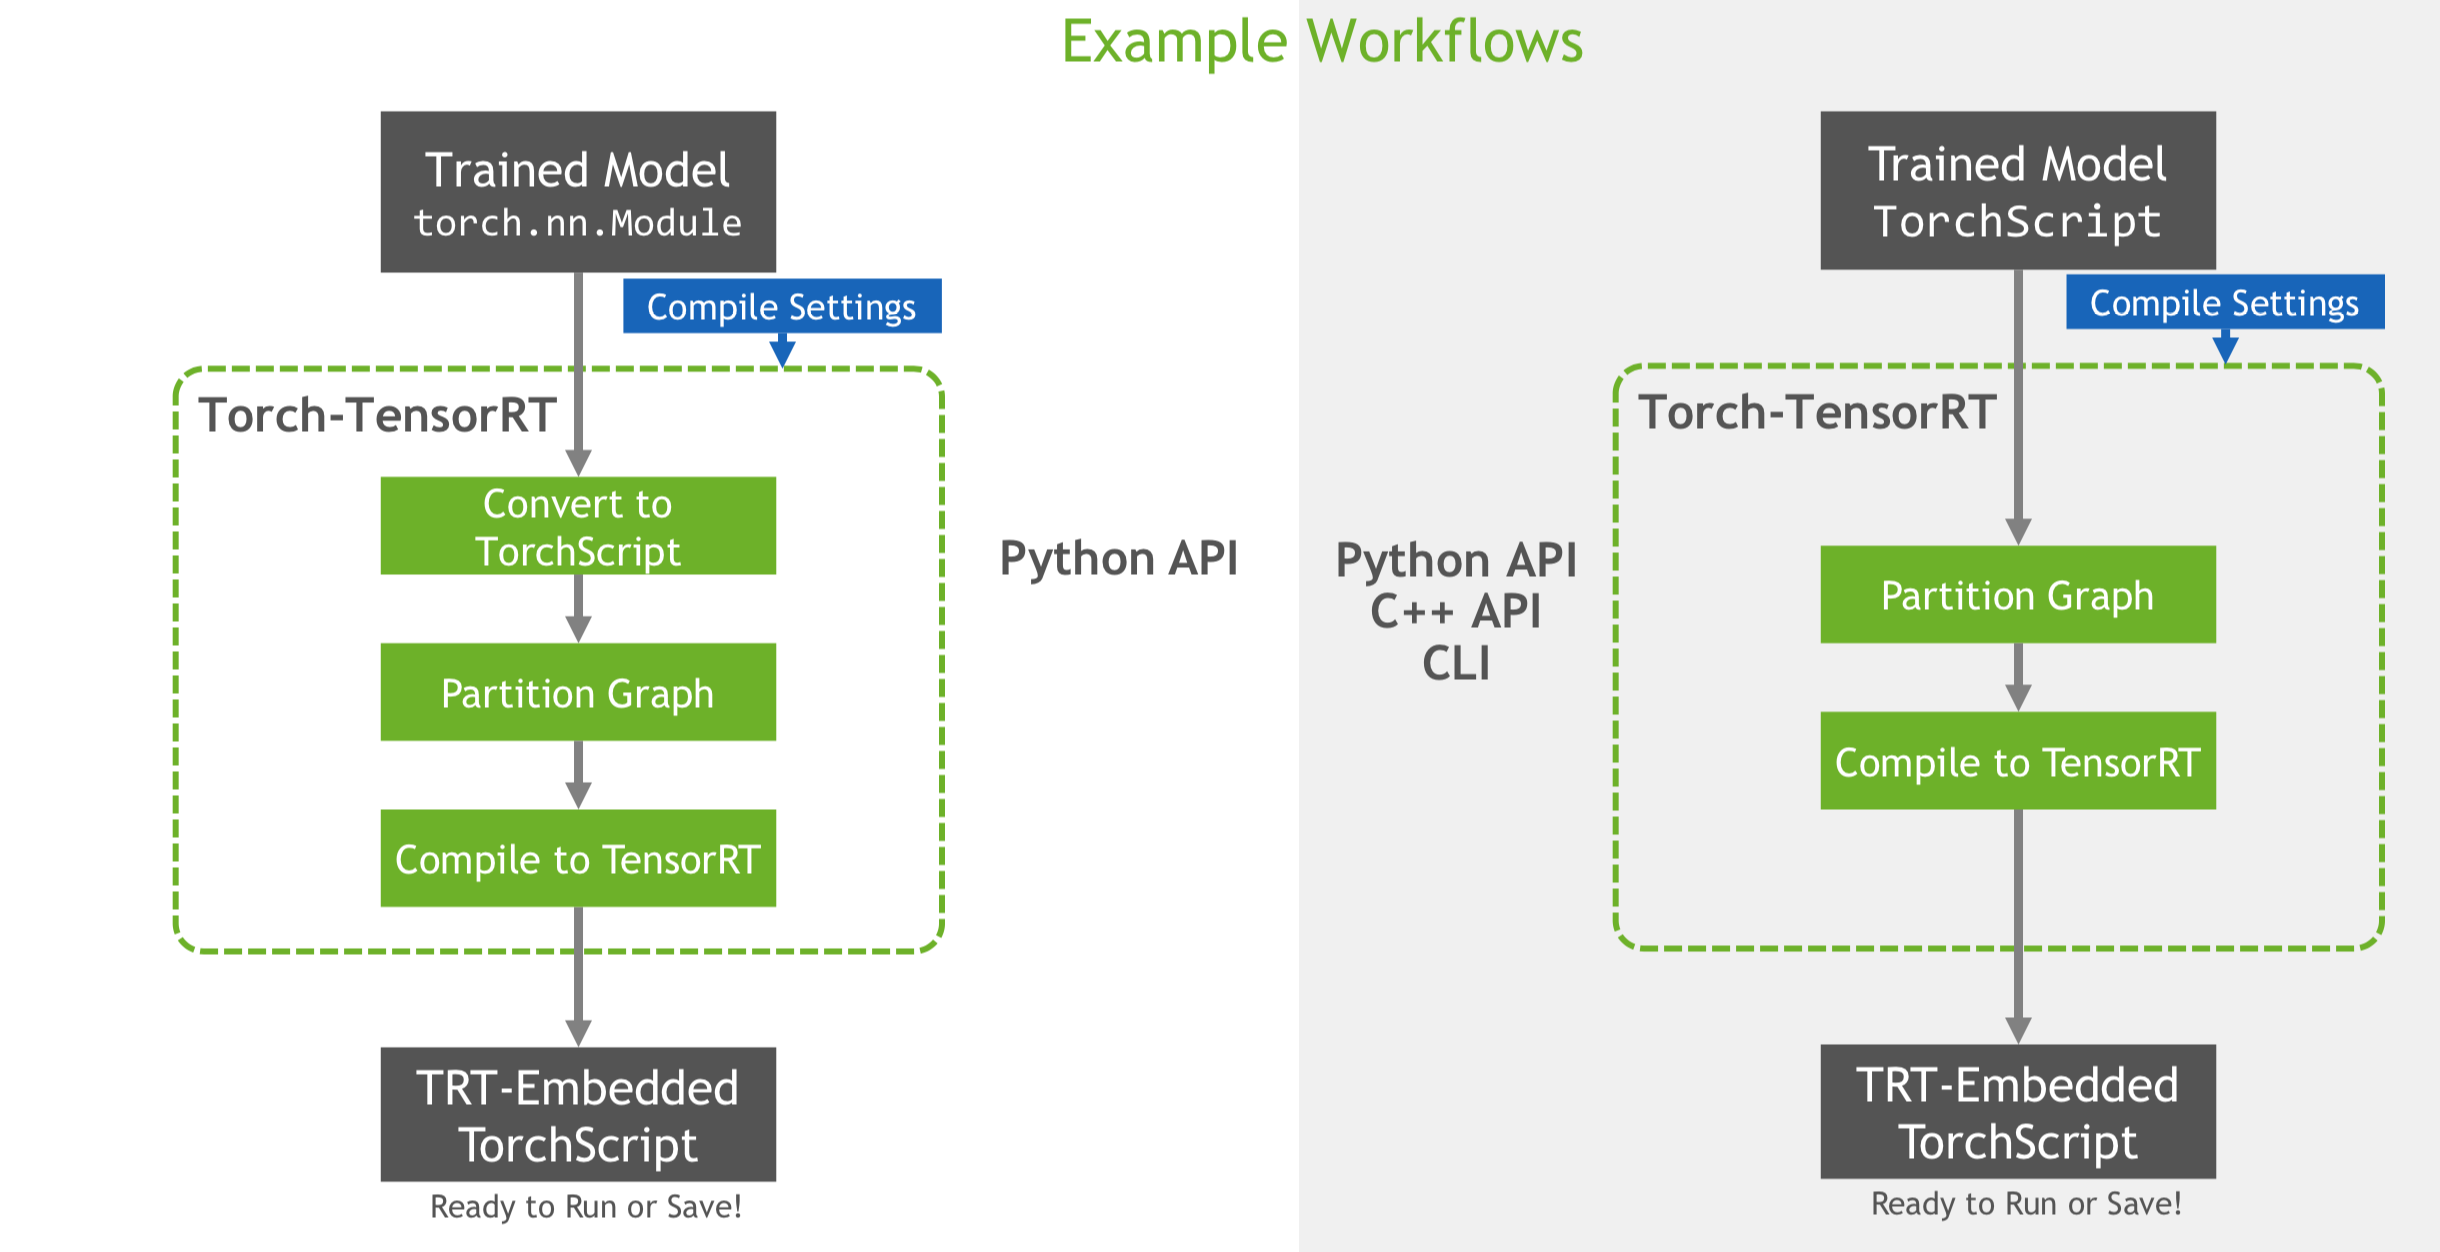 Example Workflows
Trained Model
torch.nn.Module
Compile Settings
Torch-TensorRT
Convert to
TorchScript
Partition Graph
Compile to TensorRT
TRT-Embedded
TorchScript
Ready to Run or Save!
Python API
Python API
C++ API
CLI
Trained Model
TorchScript
Compile Settings
Torch-TensorRT
Partition Graph
Compile to TensorRT
TRT-Embedded
TorchScript
Ready to Run or Save!